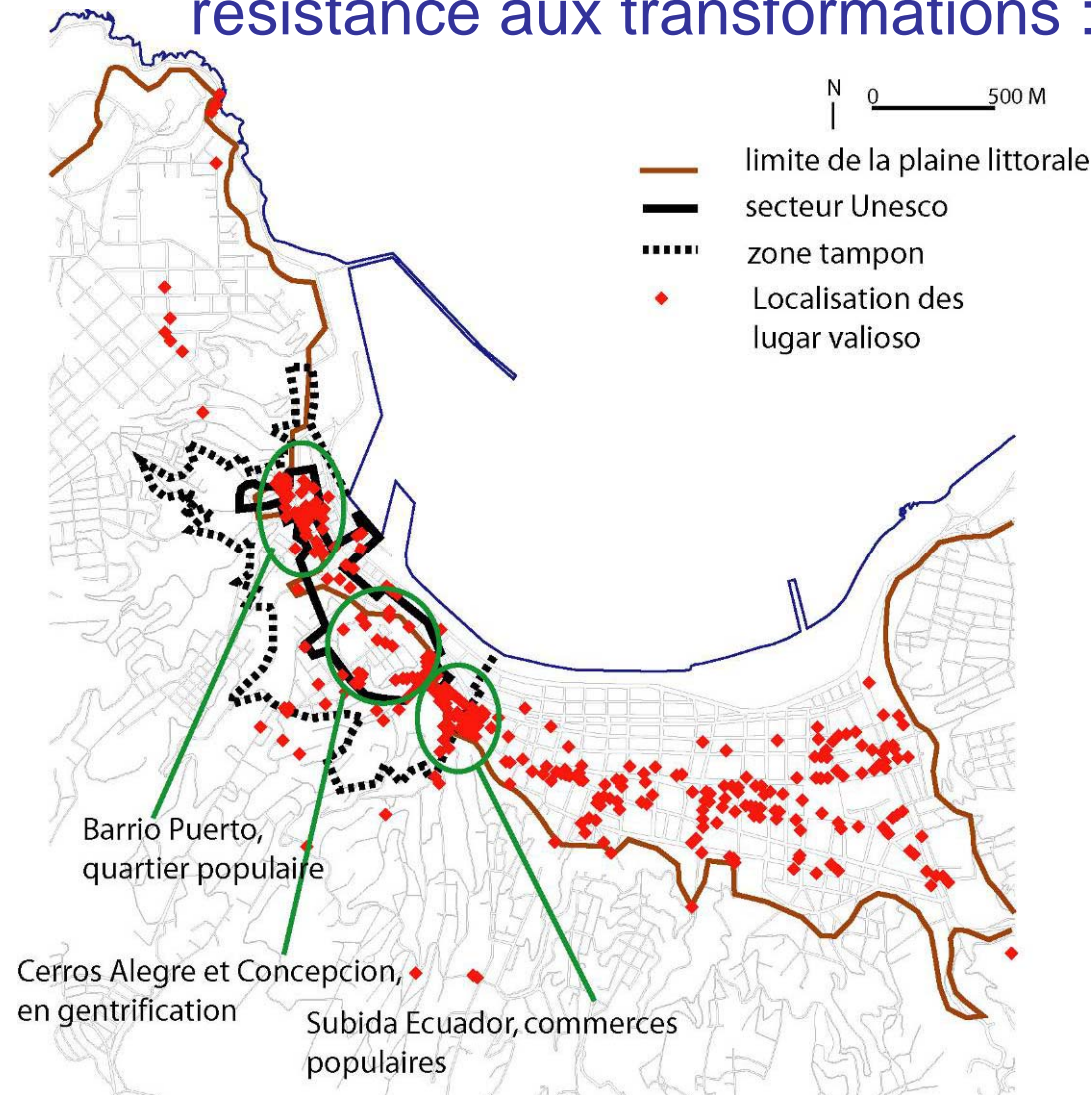 résistance aux transformations :
N
0 500 M
limite de la plaine littorale
secteur Unesco
zone tampon
Localisation des
lugar valioso
Barrio Puerto,
quartier populaire
Cerros Alegre et Concepcion,
en gentrification
Subida Ecuador, commerces
populaires